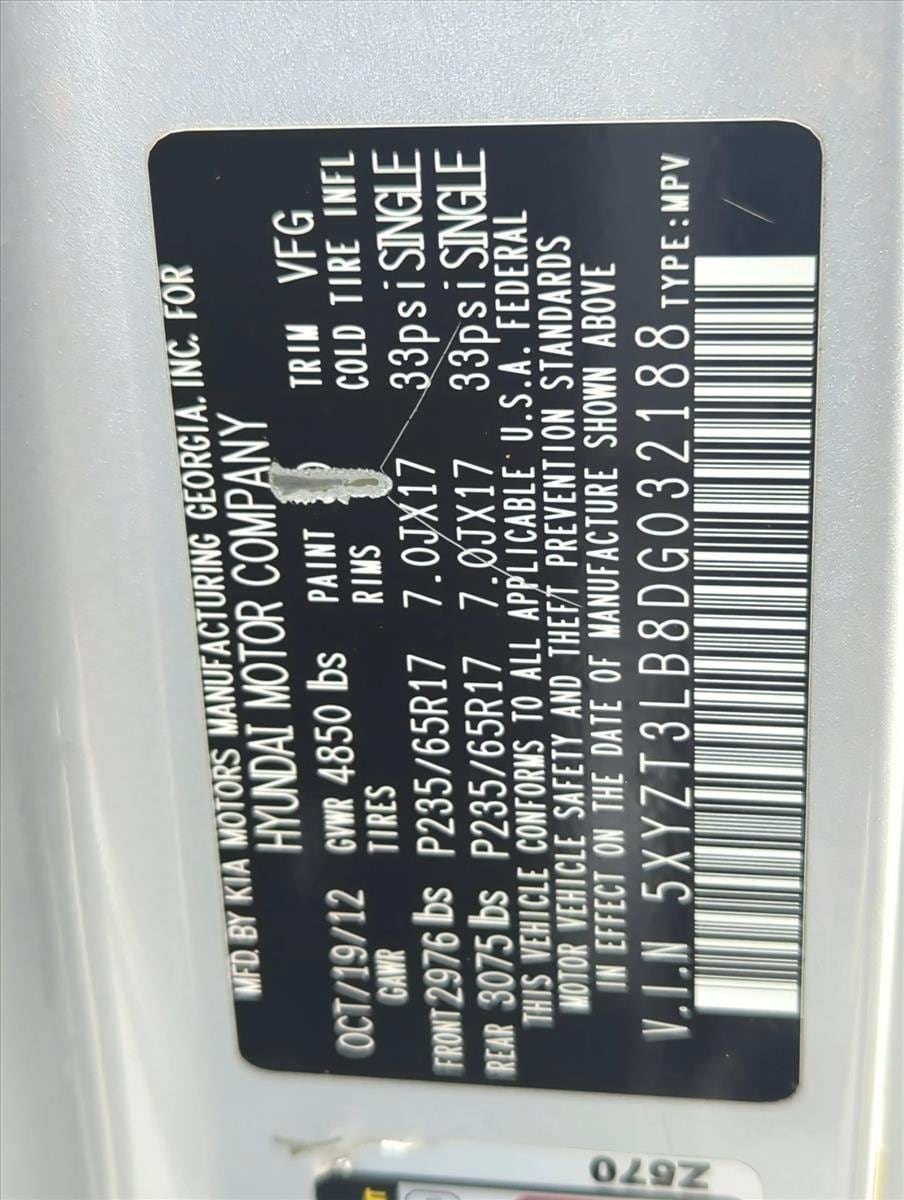 MFD. BY KIA MOTORS MANUFACTURING GEORGIA, INC. FOR
HYUNDAI MOTOR COMPANY
OCT/19/12 GVWR 4850 lbs PAINT TRIM VFG
GAWR TIRES RIMS COLD TIRE INFL
FRONT 2976 lbs P235/65R17 7.0JX17 33psi SINGLE
REAR 3075 lbs P235/65R17 7.0JX17 33psi SINGLE
THIS VEHICLE CONFORMS TO ALL APPLICABLE U.S.A. FEDERAL
MOTOR VEHICLE SAFETY AND THEFT PREVENTION STANDARDS
IN EFFECT ON THE DATE OF MANUFACTURE SHOWN ABOVE
V.I.N 5XYZT3LB8DG032188 TYPE:MPV
Z670